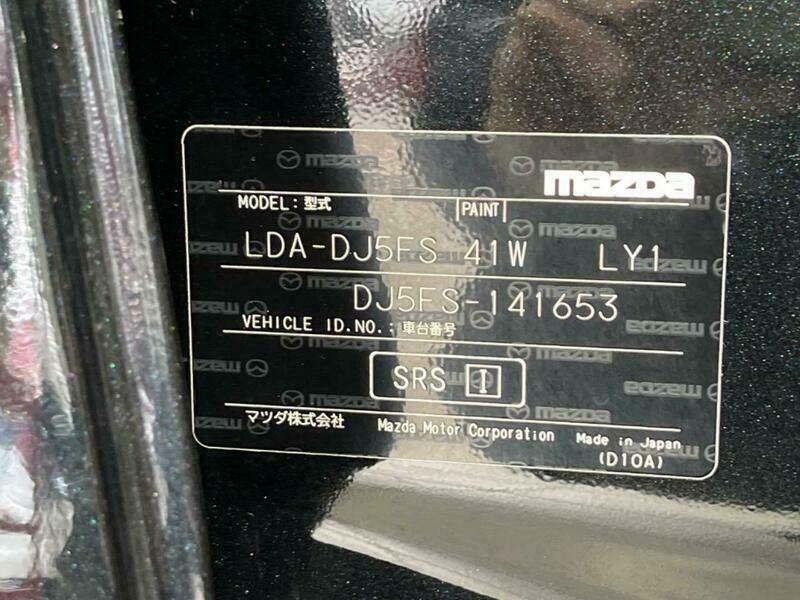 mazda
MODEL：型式 PAINT
LDA-DJ5FS 41W LY1
DJ5FS-141653
VEHICLE ID.NO.：車台番号
SRS I
マツダ株式会社 Mazda Motor Corporation Made in Japan
(D10A)